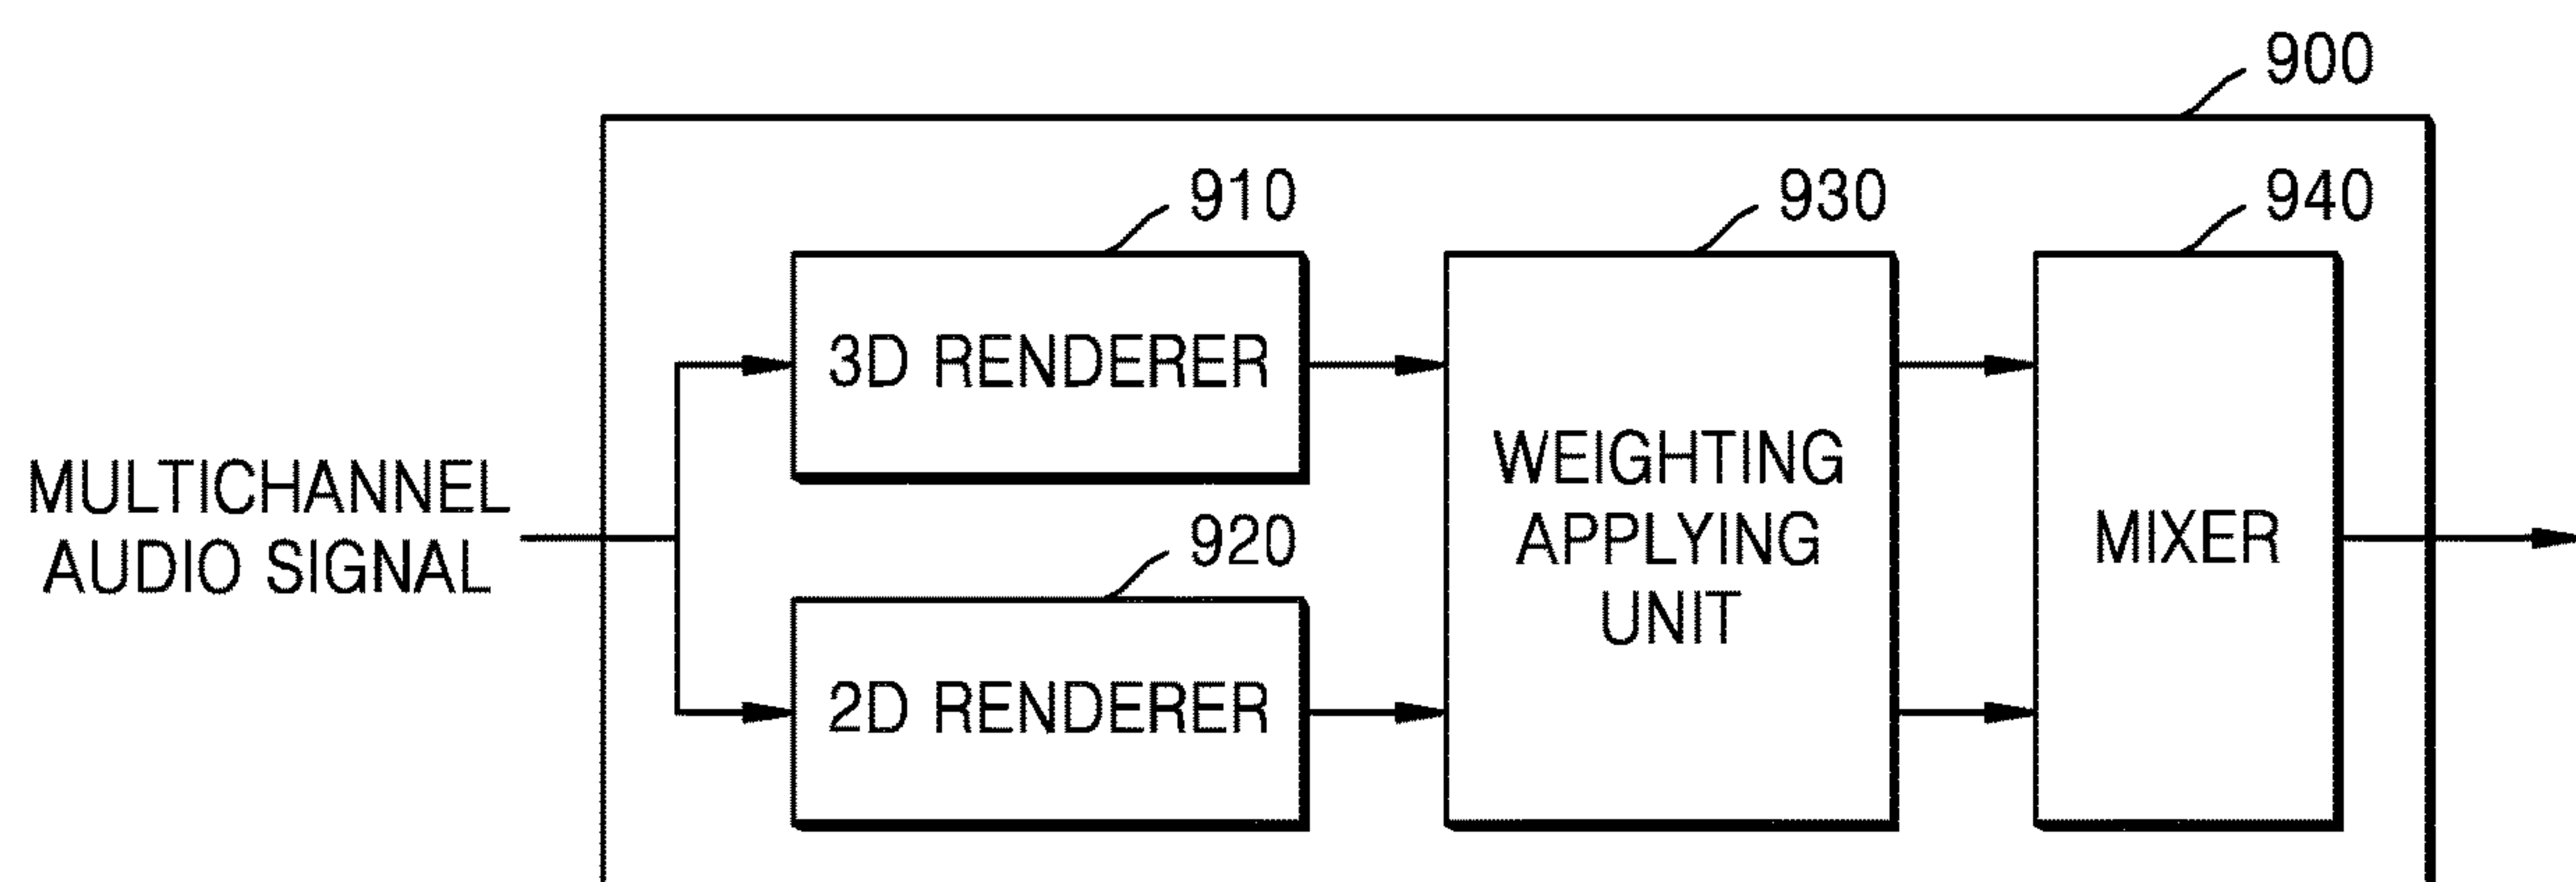 900
910
930
940
3D RENDERER
MULTICHANNEL
AUDIO SIGNAL
920
2D RENDERER
WEIGHTING
APPLYING
UNIT
MIXER